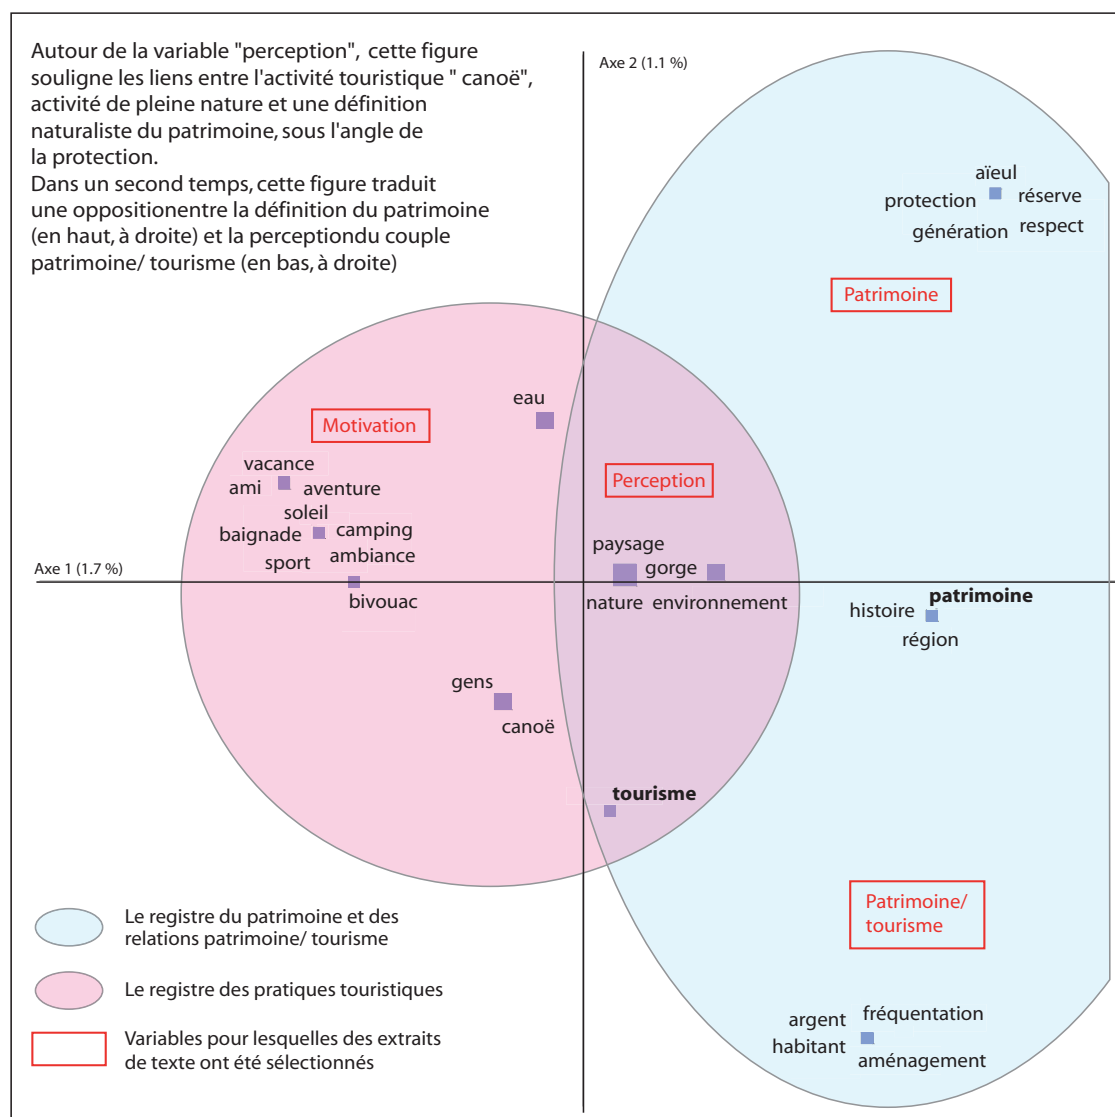 Autour de la variable "perception", cette figure
souligne les liens entre l'activité touristique " canoë",
activité de pleine nature et une définition
naturaliste du patrimoine, sous l'angle de
la protection.
Dans un second temps, cette figure traduit
une oppositionentre la définition du patrimoine
(en haut, à droite) et la perceptiondu couple
patrimoine/ tourisme (en bas, à droite)
Axe 2 (1.1 %)
aïeul
protection
réserve
génération
respect
Patrimoine
eau
Motivation
vacance
ami
aventure
soleil
baignade
camping
sport
ambiance
bivouac
Axe 1 (1.7 %)
Perception
paysage
gorge
nature
environnement
patrimoine
histoire
région
gens
canoë
tourisme
Patrimoine/
tourisme
argent
fréquentation
habitant
aménagement
Le registre du patrimoine et des
relations patrimoine/ tourisme
Le registre des pratiques touristiques
Variables pour lesquelles des extraits
de texte ont été sélectionnés